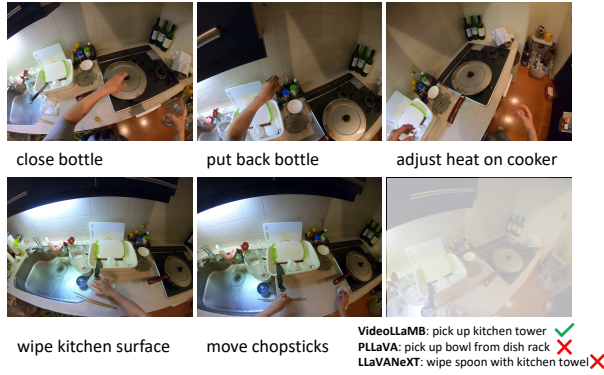 close bottle
put back bottle
adjust heat on cooker
wipe kitchen surface
move chopsticks
VideoLLaMB: pick up kitchen tower
PLLaVA: pick up bowl from dish rack
LLaVANeXT: wipe spoon with kitchen towel